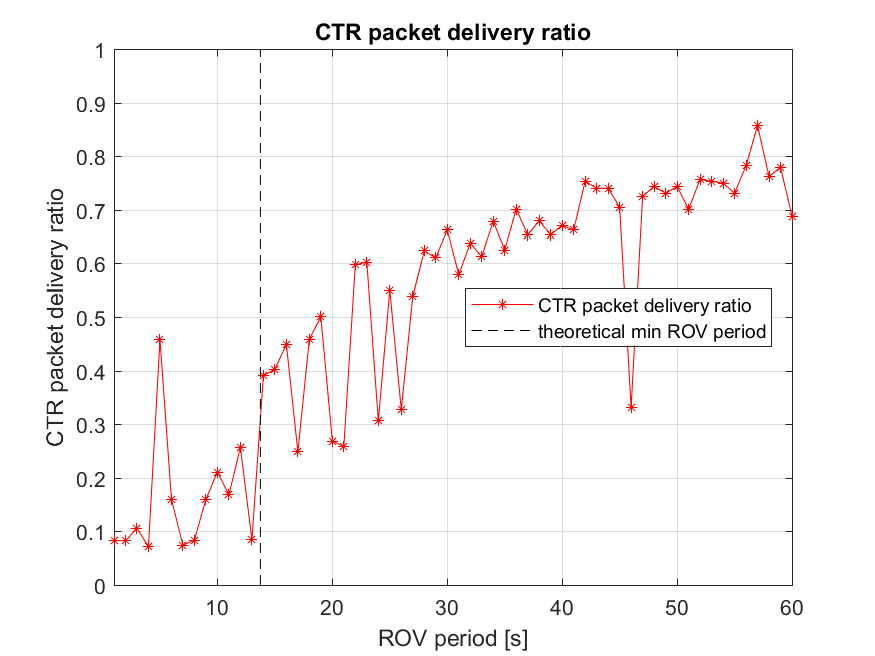 CTR packet delivery ratio
1
0.9
0.8
0.7
0.6
0.5
0.4
0.3
0.2
0.1
0
CTR packet delivery ratio
CTR packet delivery ratio
theoretical min ROV period
10 20 30 40 50 60
ROV period [s]